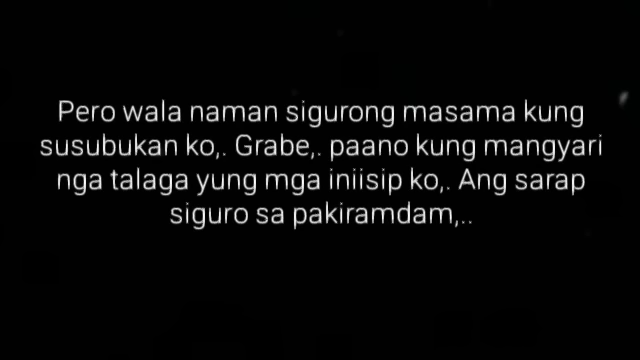 Pero wala naman sigurong masama kung
susubukan ko,. Grabe,. paano kung mangyari
nga talaga yung mga iniisip ko,. Ang sarap
siguro sa pakiramdam,..